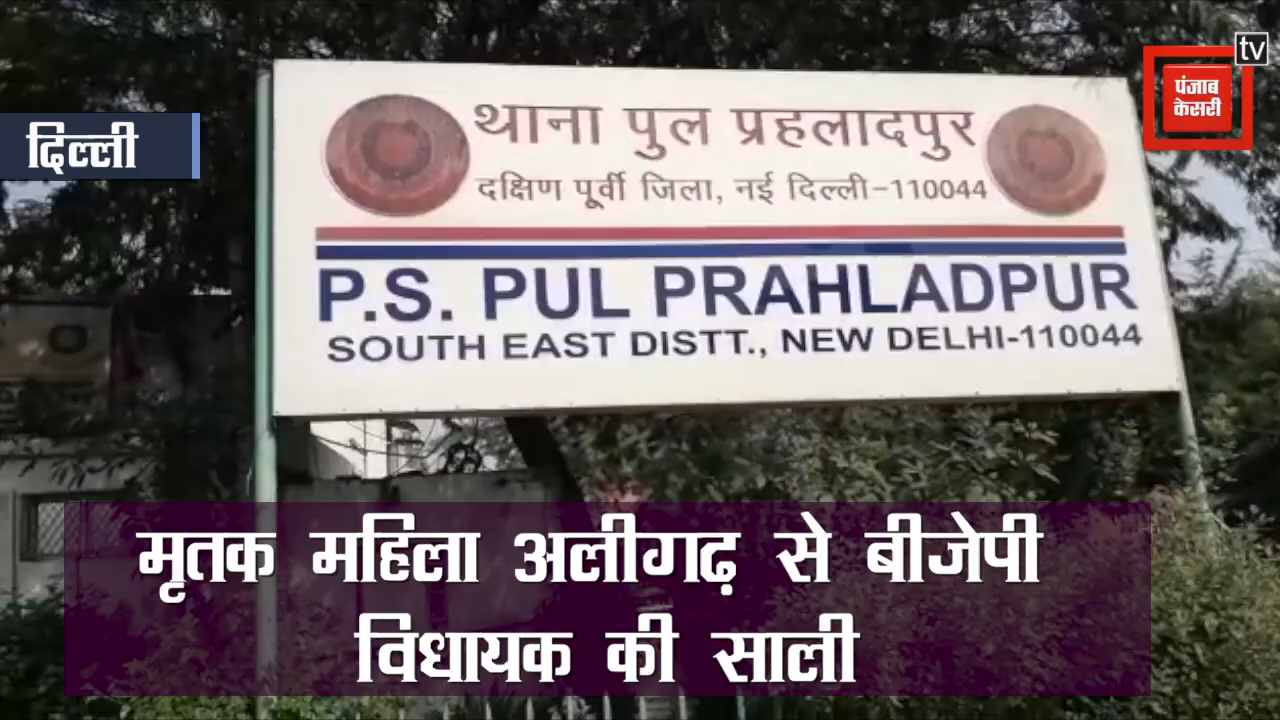 tv
पंजाब
केसरी
दिल्ली
थाना पुल प्रहलादपुर
दक्षिण पूर्वी जिला, नई दिल्ली-110044
P.S. PUL PRAHLADPUR
SOUTH EAST DISTT., NEW DELHI-110044
मृतक महिला अलीगढ़ से बीजेपी
विधायक की साली